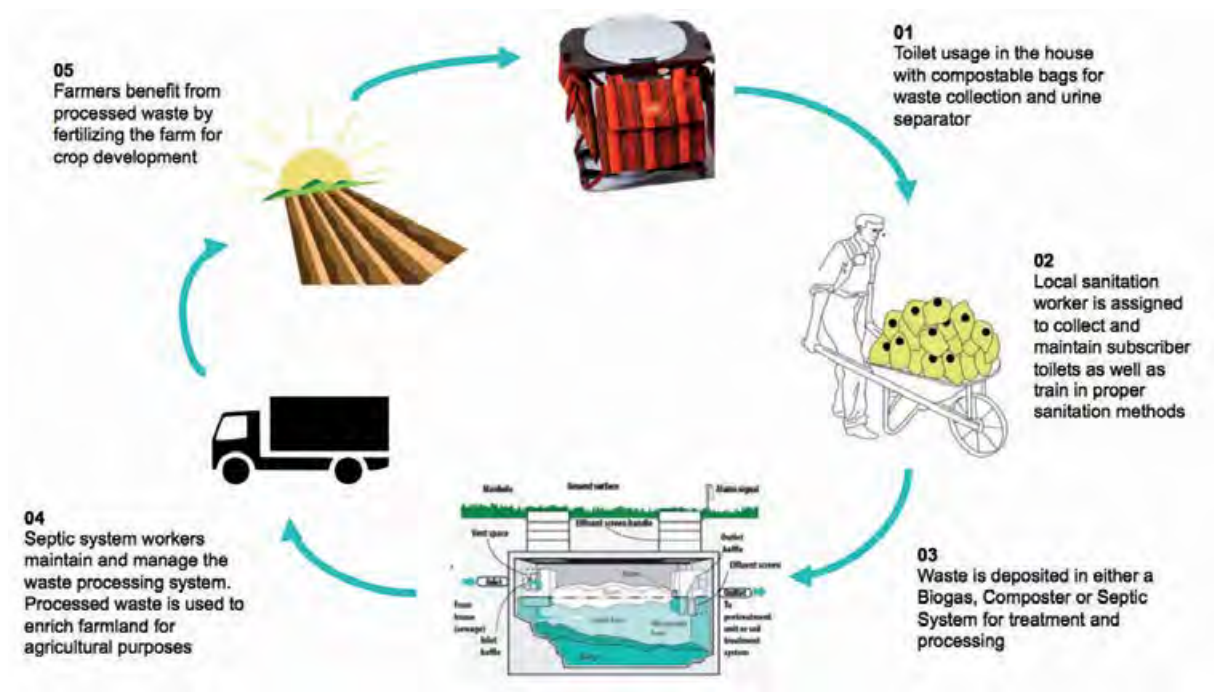 01
Toilet usage in the house
with compostable bags for
waste collection and urine
separator
02
Local sanitation
worker is assigned
to collect and
maintain subscriber
toilets as well as
train in proper
sanitation methods
03
Waste is deposited in either a
Biogas, Composter or Septic
System for treatment and
processing
04
Septic system workers
maintain and manage the
waste processing system.
Processed waste is used to
enrich farmland for
agricultural purposes
05
Farmers benefit from
processed waste by
fertilizing the farm for
crop development
Manhole
Ground surface
Alarm signal
Effluent screen handle
Vent space
Outlet
baffle
Effluent screen
Inlet
Outlet
From
house
(sewage)
Inlet
baffle
To
pretreatment
unit or soil
treatment
system